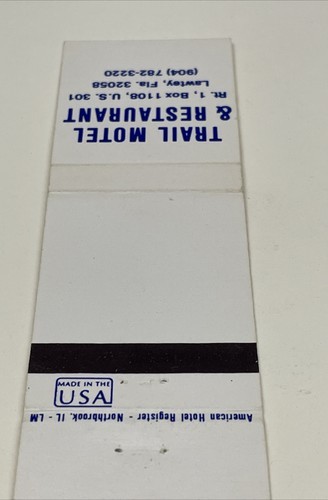 TRAIL MOTEL
& RESTAURANT
Rt. 1, Box 1108, U.S. 301
Lawtey, Fla. 32058
(904) 782-3220
MADE IN THE
USA
American Hotel Register - Northbrook, IL - LM